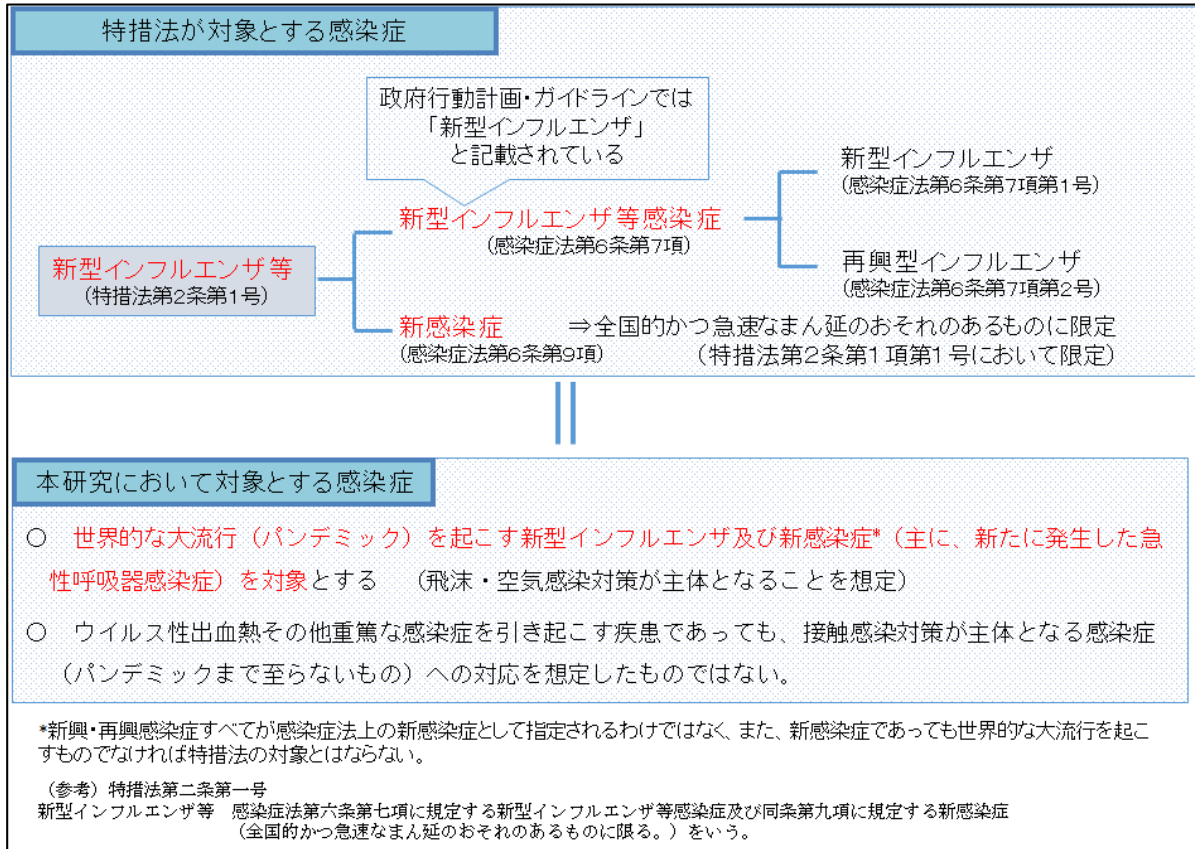 特措法が対象とする感染症
政府行動計画・ガイドラインでは
「新型インフルエンザ」
と記載されている
新型インフルエンザ等
(特措法第2条第1号)
新型インフルエンザ等感染症
(感染症法第6条第7項)
新型インフルエンザ
(感染症法第6条第7項第1号)
再興型インフルエンザ
(感染症法第6条第7項第2号)
新感染症 ⇒全国的かつ急速なまん延のおそれのあるものに限定
(感染症法第6条第9項) (特措法第2条第1項第1号において限定)
本研究において対象とする感染症
○ 世界的な大流行（パンデミック）を起こす新型インフルエンザ及び新感染症*（主に、新たに発生した急
性呼吸器感染症）を対象とする （飛沫・空気感染対策が主体となることを想定）
○ ウイルス性出血熱その他重篤な感染症を引き起こす疾患であっても、接触感染対策が主体となる感染症
（パンデミックまで至らないもの）への対応を想定したものではない。
*新興・再興感染症すべてが感染症法上の新感染症として指定されるわけではなく、また、新感染症であっても世界的な大流行を起こ
すものでなければ特措法の対象とはならない。
（参考）特措法第二条第一号
新型インフルエンザ等 感染症法第六条第七項に規定する新型インフルエンザ等感染症及び同条第九項に規定する新感染症
（全国的かつ急速なまん延のおそれのあるものに限る。）をいう。